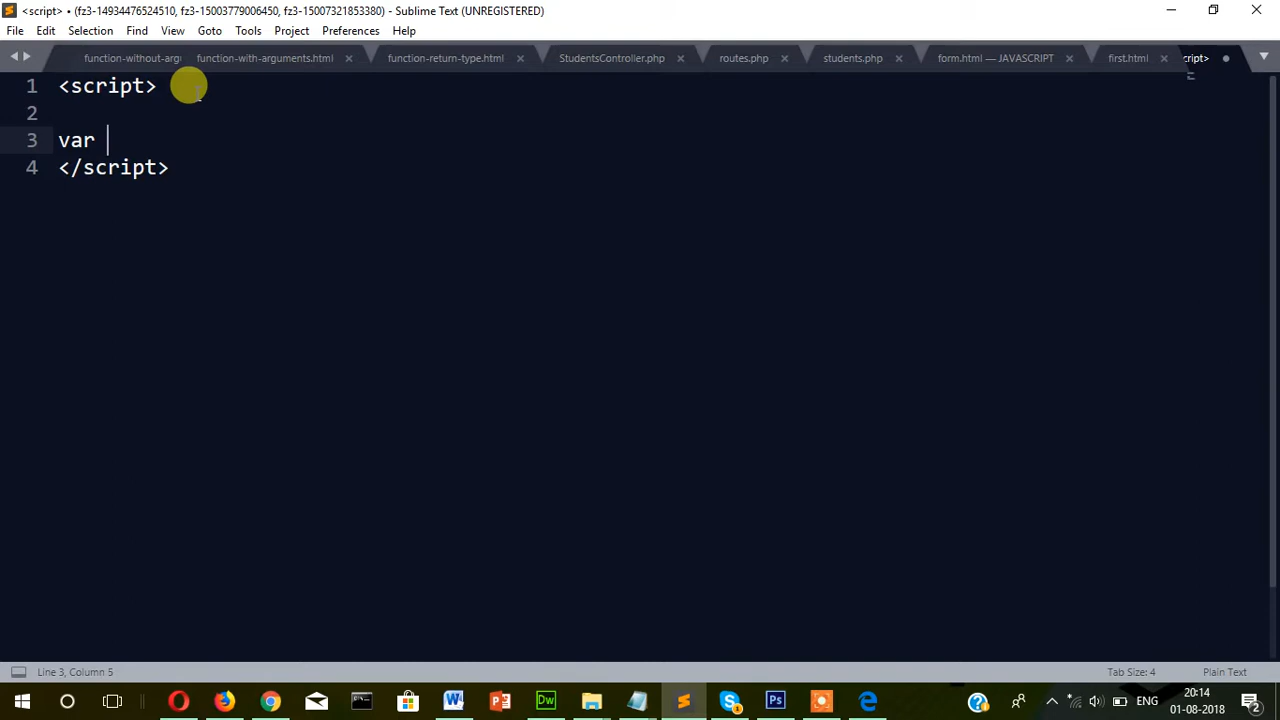 <script> • (fz3-14934476524510, fz3-15003779006450, fz3-15007321853380) - Sublime Text (UNREGISTERED)
File Edit Selection Find View Goto Tools Project Preferences Help
function-without-arg function-with-arguments.html function-return-type.html StudentsController.php routes.php students.php form.html — JAVASCRIPT first.html cript>
1 <script>
2
3 var
4 </script>
Line 3, Column 5 Tab Size: 4 Plain Text
ENG 20:14
01-08-2018
2